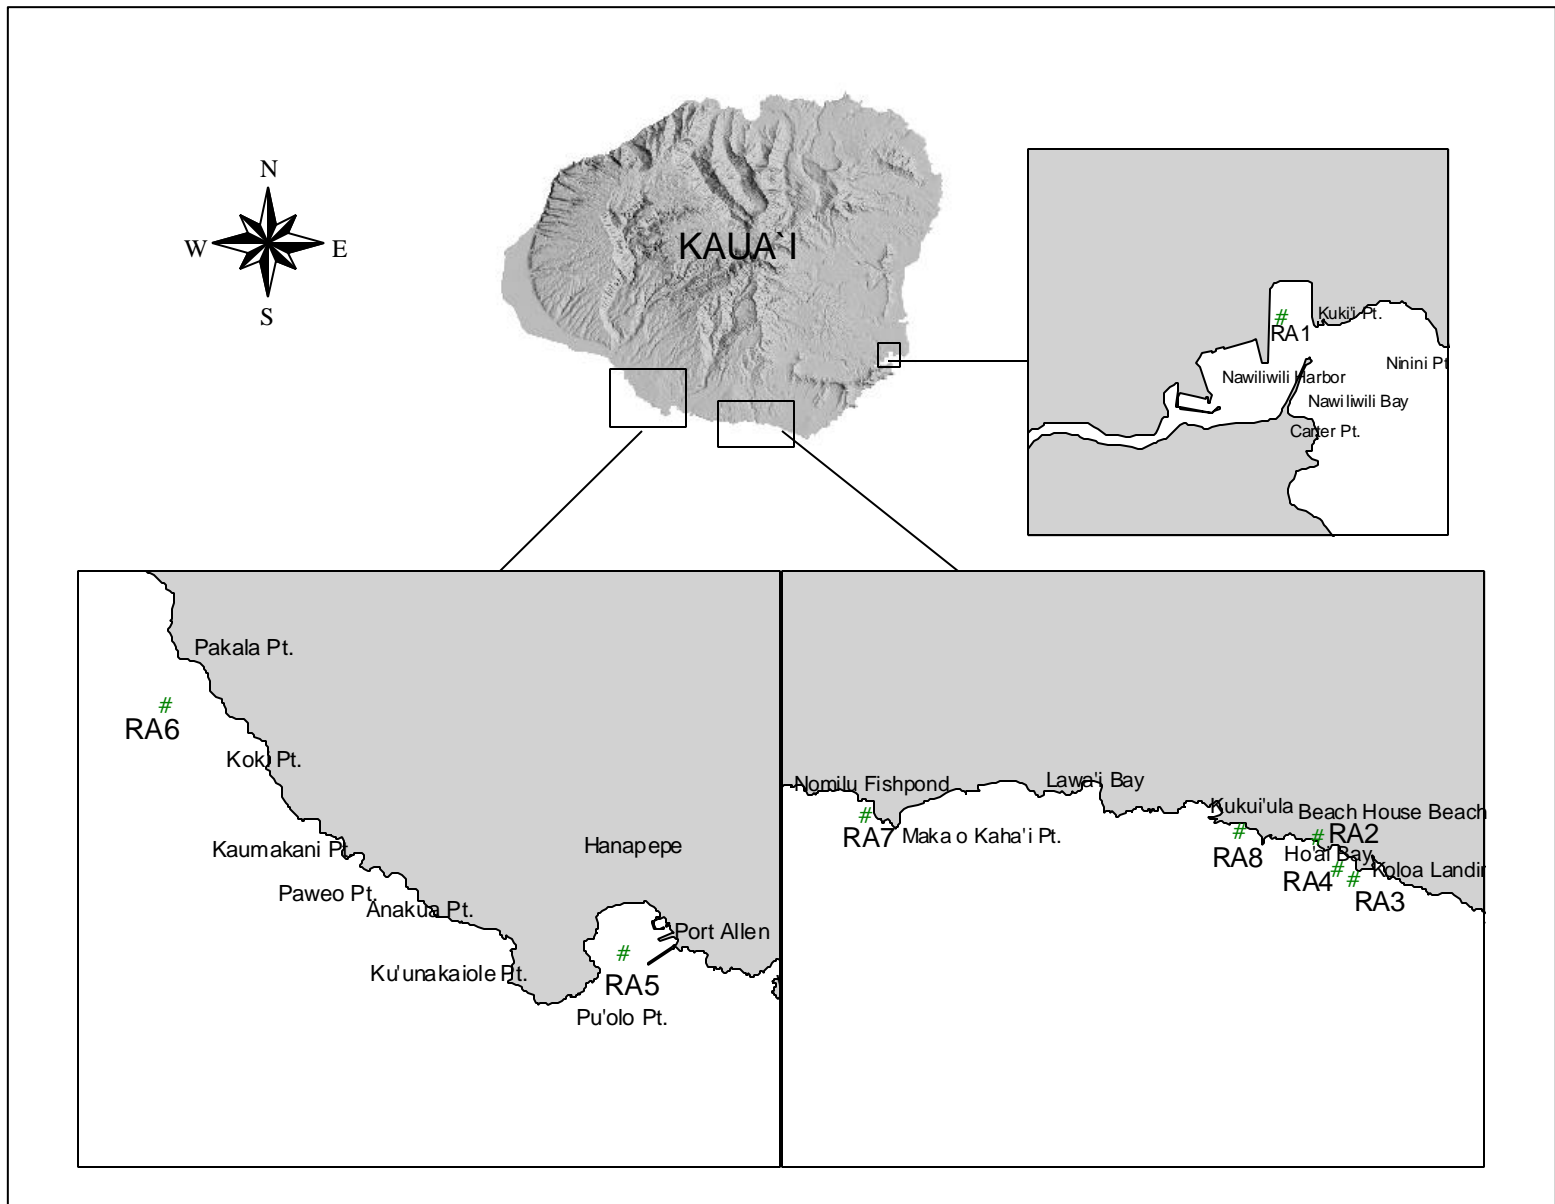 N
W
E
S
KAUA`I
#
RA1
Kuki'i Pt.
Ninini Pt
Nawiliwili Harbor
Nawiliwili Bay
Carter Pt.
Pakala Pt.
#
RA6
Koki Pt.
Kaumakani Pt.
Paweo Pt.
Anakua Pt.
Ku'unakaiole Pt.
Hanapepe
Port Allen
#
RA5
Pu'olo Pt.
Nomilu Fishpond
#
RA7
Maka o Kaha'i Pt.
Lawa'i Bay
Kukui'ula
#
RA8
Beach House Beach
#
RA2
Ho'ai Bay
#
RA4
#
RA3
Koloa Landin